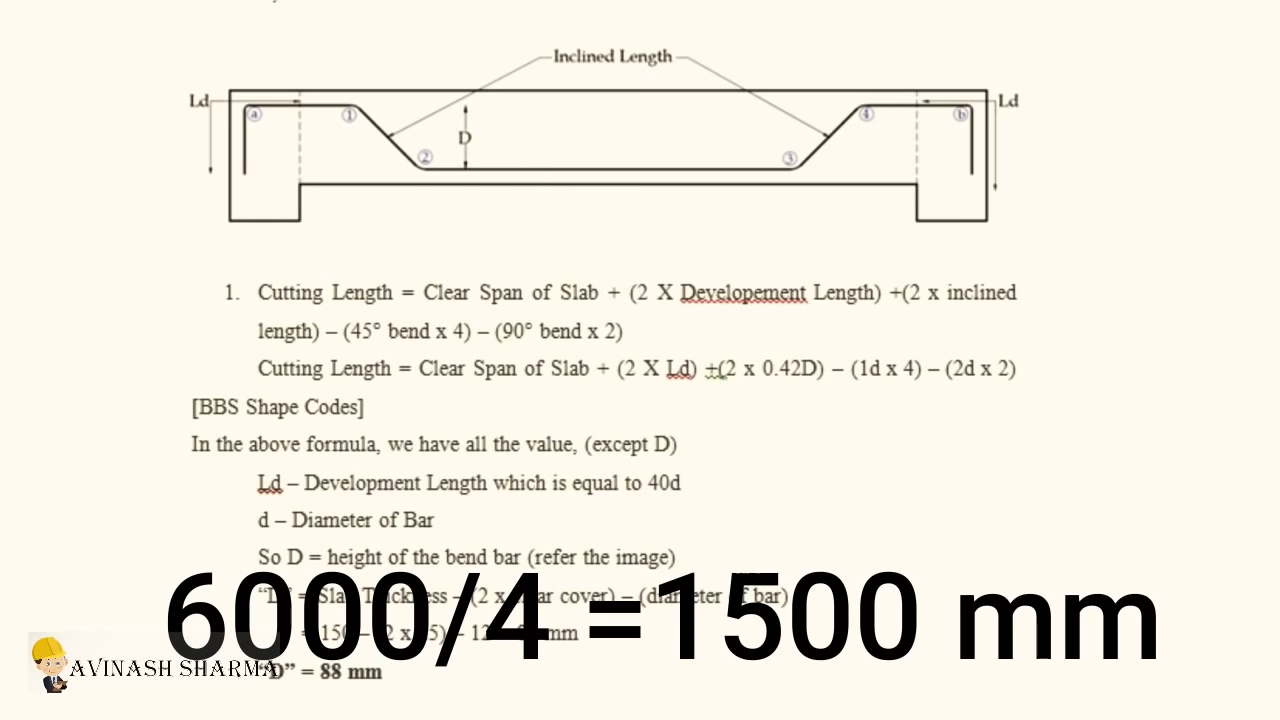 Inclined Length
Ld
Ld
a
1
4
b
D
2
3
1. Cutting Length = Clear Span of Slab + (2 X Developement Length) +(2 x inclined
length) – (45° bend x 4) – (90° bend x 2)
Cutting Length = Clear Span of Slab + (2 X Ld) +(2 x 0.42D) – (1d x 4) – (2d x 2)
[BBS Shape Codes]
In the above formula, we have all the value, (except D)
Ld – Development Length which is equal to 40d
d – Diameter of Bar
So D = height of the bend bar (refer the image)
6000/4 =1500 mm
AVINASH SHARMA
“D” = 88 mm